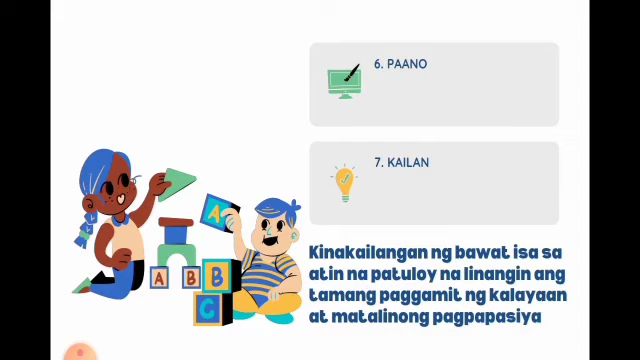 6. PAANO
7. KAILAN
A
A B B
C
Kinakailangan ng bawat isa sa
atin na patuloy na linangin ang
tamang paggamit ng kalayaan
at matalinong pagpapasiya